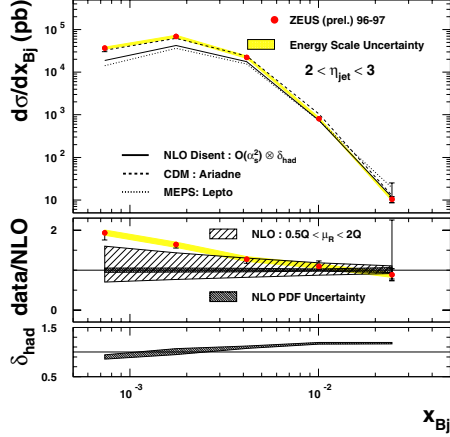 dσ/dx_Bj (pb)
10^5
10^4
10^3
10^2
10
ZEUS (prel.) 96-97
Energy Scale Uncertainty
2 < η_jet < 3
NLO Disent : O(α_s^2) ⊗ δ_had
CDM : Ariadne
MEPS: Lepto
data/NLO
2
1
0
NLO : 0.5Q < μ_R < 2Q
NLO PDF Uncertainty
δ_had
1.5
1
0.5
10^-3
10^-2
x_Bj